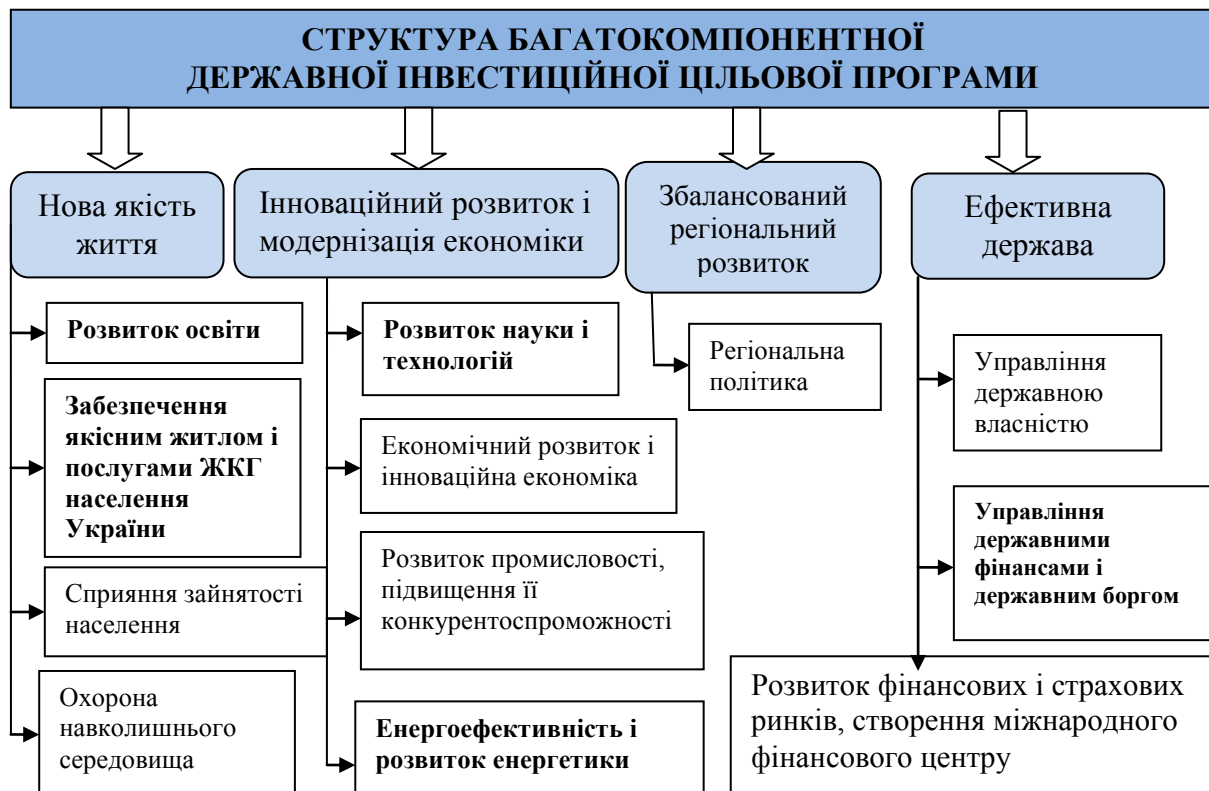 СТРУКТУРА БАГАТОКОМПОНЕНТНОЇ
ДЕРЖАВНОЇ ІНВЕСТИЦІЙНОЇ ЦІЛЬОВОЇ ПРОГРАМИ
Нова якість
життя
Розвиток освіти
Забезпечення
якісним житлом і
послугами ЖКГ
населення
України
Сприяння зайнятості
населення
Охорона
навколишнього
середовища
Інноваційний розвиток і
модернізація економіки
Розвиток науки і
технологій
Економічний розвиток і
інноваційна економіка
Розвиток промисловості,
підвищення її
конкурентоспроможності
Енергоефективність і
розвиток енергетики
Збалансований
регіональний
розвиток
Регіональна
політика
Ефективна
держава
Управління
державною
власністю
Управління
державними
фінансами і
державним боргом
Розвиток фінансових і страхових
ринків, створення міжнародного
фінансового центру